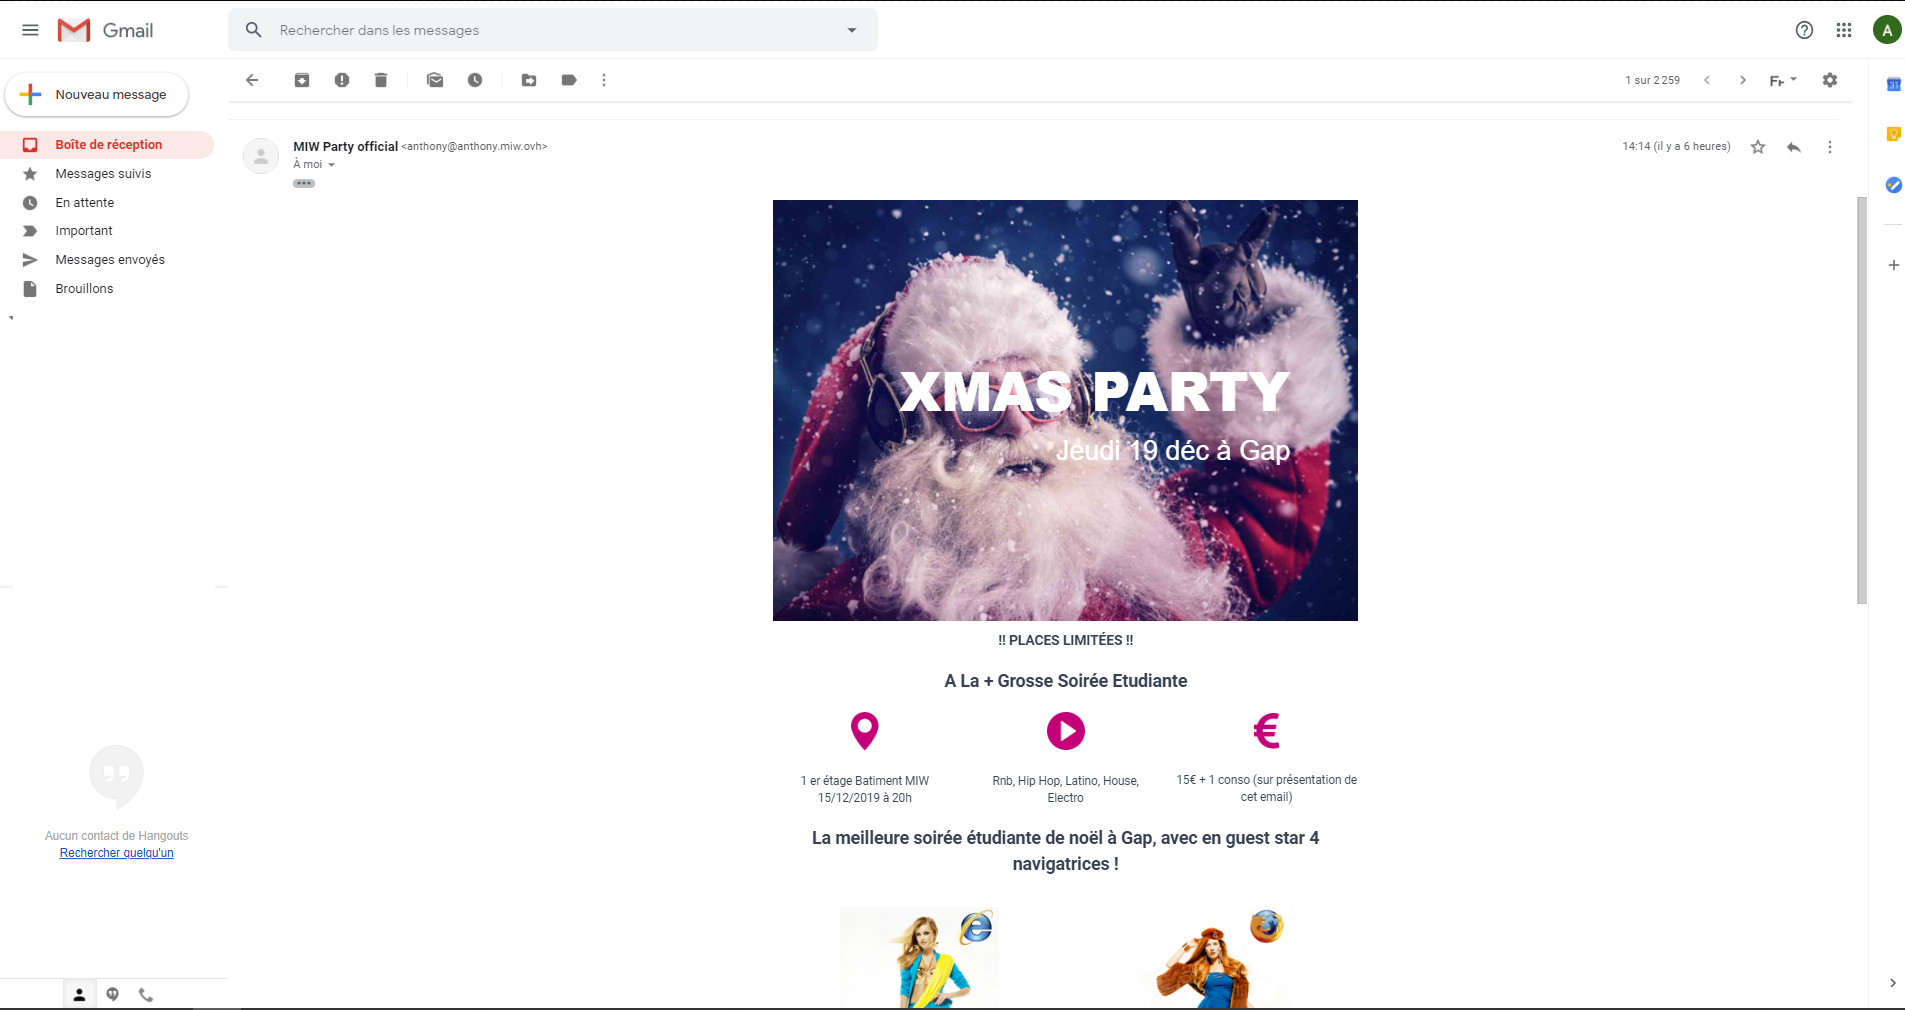 Gmail
Rechercher dans les messages
A
Nouveau message
1 sur 2 259
31
Boîte de réception
Messages suivis
En attente
Important
Messages envoyés
Brouillons
MIW Party official <anthony@anthony.miw.ovh>
14:14 (il y a 6 heures)
À moi
XMAS PARTY
Jeudi 19 déc à Gap
!! PLACES LIMITÉES !!
A La + Grosse Soirée Etudiante
1 er étage Batiment MIW
15/12/2019 à 20h
Rnb, Hip Hop, Latino, House,
Electro
15€ + 1 conso (sur présentation de
cet email)
La meilleure soirée étudiante de noël à Gap, avec en guest star 4
navigatrices !
Aucun contact de Hangouts
Rechercher quelqu'un